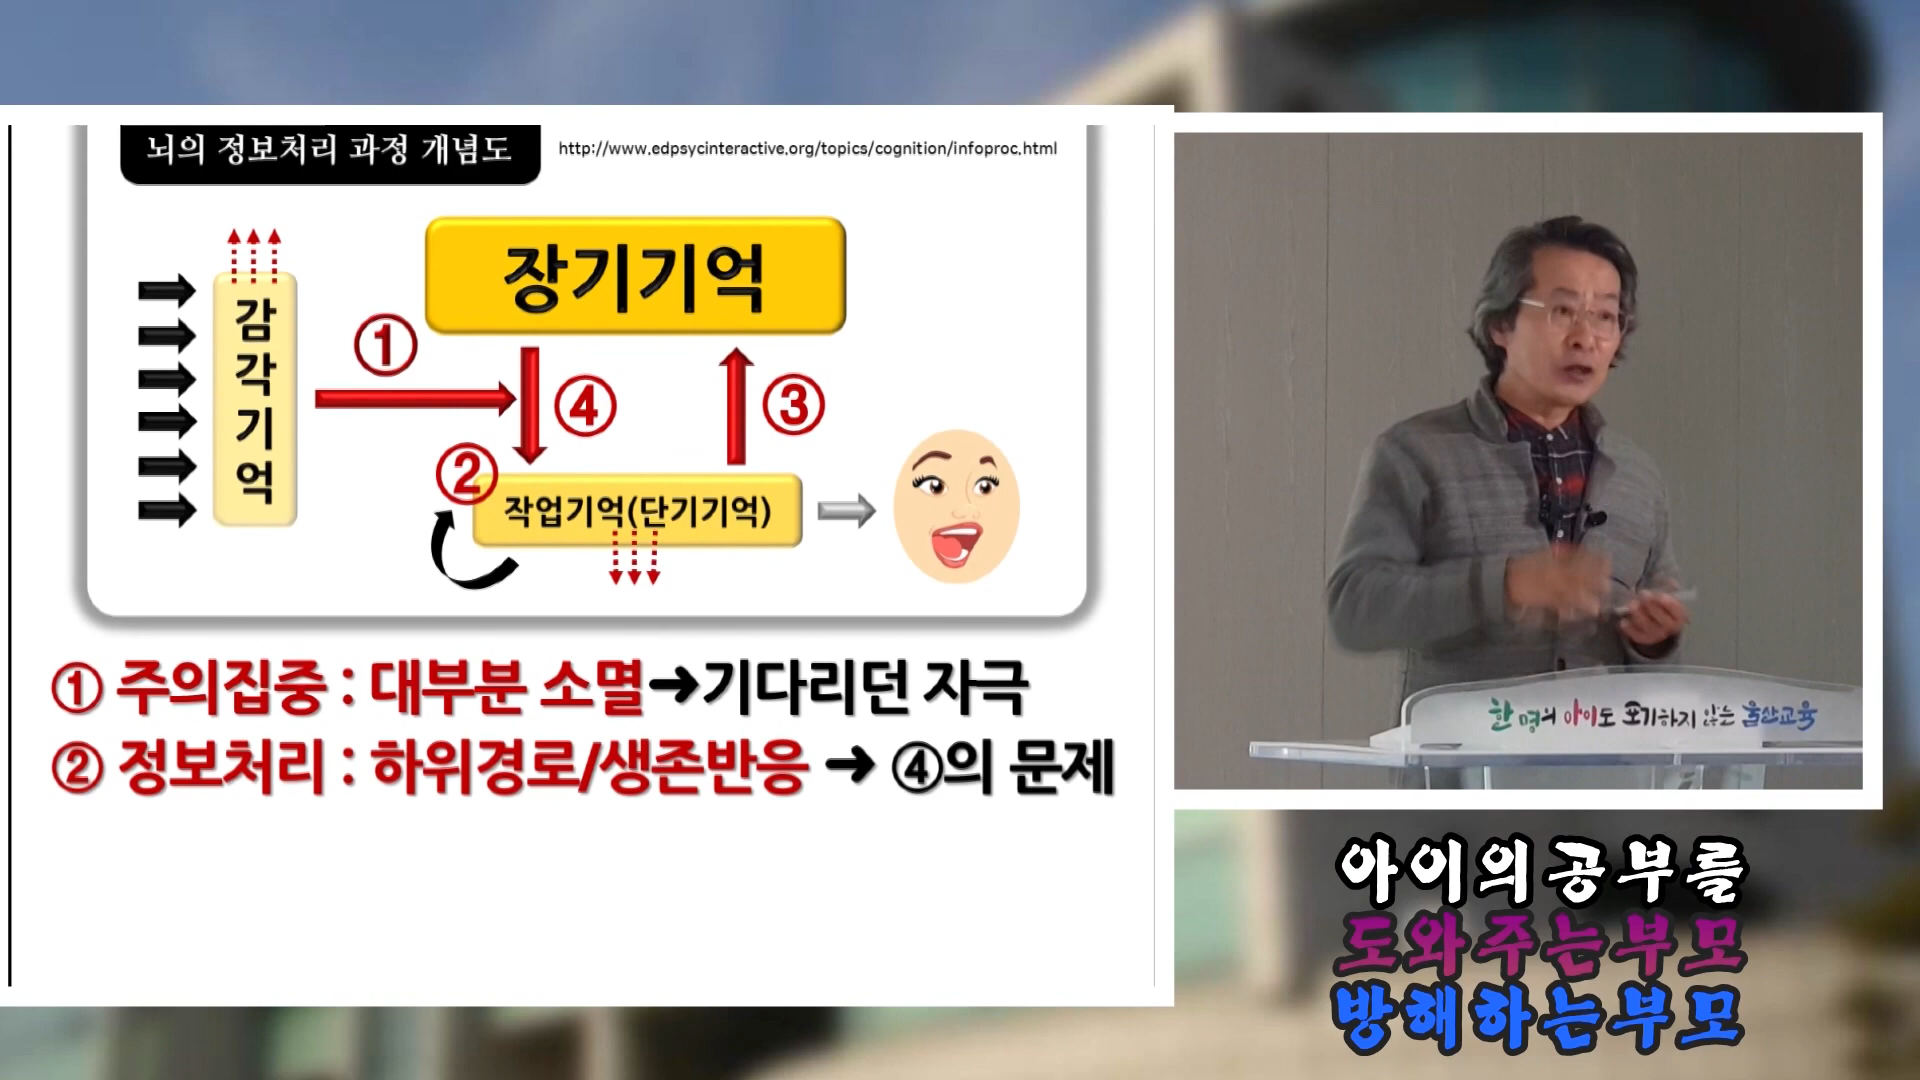 뇌의 정보처리 과정 개념도
http://www.edpsycinteractive.org/topics/cognition/infoproc.html
장기기억
감각기억
①
④
③
②
작업기억(단기기억)
① 주의집중 : 대부분 소멸➜기다리던 자극
② 정보처리 : 하위경로/생존반응 ➜ ④의 문제
한 명의 아이도 포기하지 않는 울산교육
아이의공부를
도와주는부모
방해하는부모